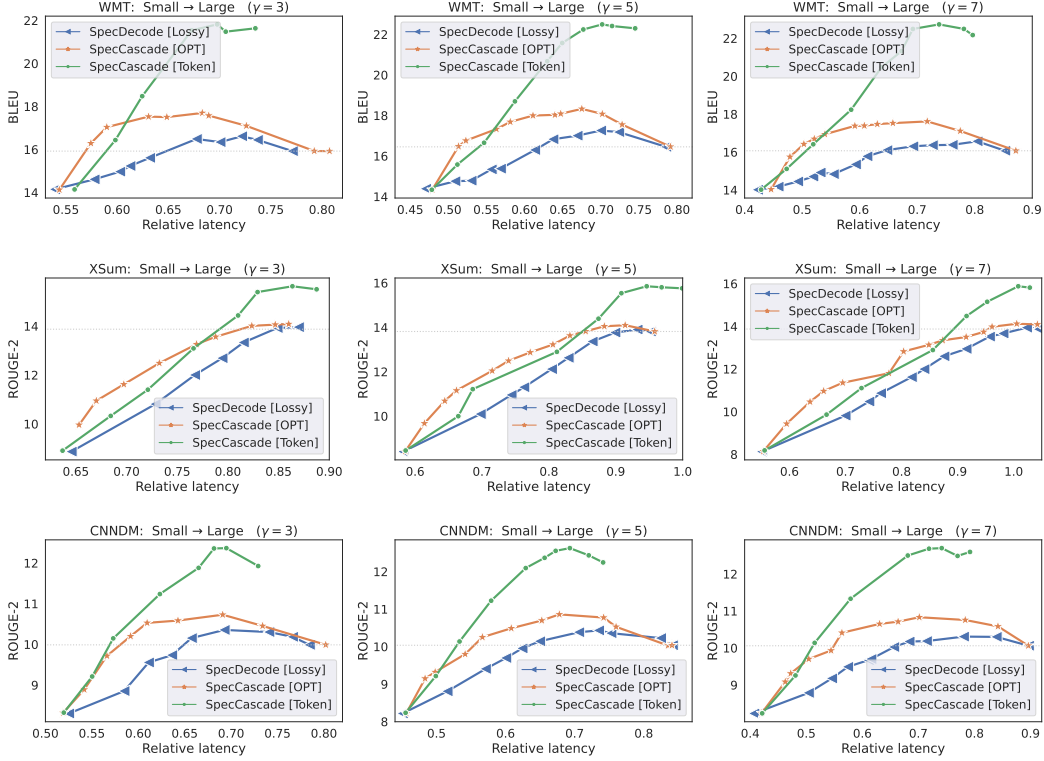 WMT: Small → Large (γ = 3)
BLEU
22
20
18
16
14
SpecDecode [Lossy]
SpecCascade [OPT]
SpecCascade [Token]
0.55
0.60
0.65
0.70
0.75
0.80
Relative latency
WMT: Small → Large (γ = 5)
BLEU
22
20
18
16
14
SpecDecode [Lossy]
SpecCascade [OPT]
SpecCascade [Token]
0.45
0.50
0.55
0.60
0.65
0.70
0.75
0.80
Relative latency
WMT: Small → Large (γ = 7)
BLEU
22
20
18
16
14
SpecDecode [Lossy]
SpecCascade [OPT]
SpecCascade [Token]
0.4
0.5
0.6
0.7
0.8
0.9
Relative latency
XSum: Small → Large (γ = 3)
ROUGE-2
14
12
10
SpecDecode [Lossy]
SpecCascade [OPT]
SpecCascade [Token]
0.65
0.70
0.75
0.80
0.85
0.90
Relative latency
XSum: Small → Large (γ = 5)
ROUGE-2
16
14
12
10
SpecDecode [Lossy]
SpecCascade [OPT]
SpecCascade [Token]
0.6
0.7
0.8
0.9
1.0
Relative latency
XSum: Small → Large (γ = 7)
ROUGE-2
16
14
12
10
8
SpecDecode [Lossy]
SpecCascade [OPT]
SpecCascade [Token]
0.6
0.7
0.8
0.9
1.0
Relative latency
CNNDM: Small → Large (γ = 3)
ROUGE-2
12
11
10
9
SpecDecode [Lossy]
SpecCascade [OPT]
SpecCascade [Token]
0.50
0.55
0.60
0.65
0.70
0.75
0.80
Relative latency
CNNDM: Small → Large (γ = 5)
ROUGE-2
12
11
10
9
8
SpecDecode [Lossy]
SpecCascade [OPT]
SpecCascade [Token]
0.5
0.6
0.7
0.8
Relative latency
CNNDM: Small → Large (γ = 7)
ROUGE-2
12
11
10
9
SpecDecode [Lossy]
SpecCascade [OPT]
SpecCascade [Token]
0.4
0.5
0.6
0.7
0.8
0.9
Relative latency